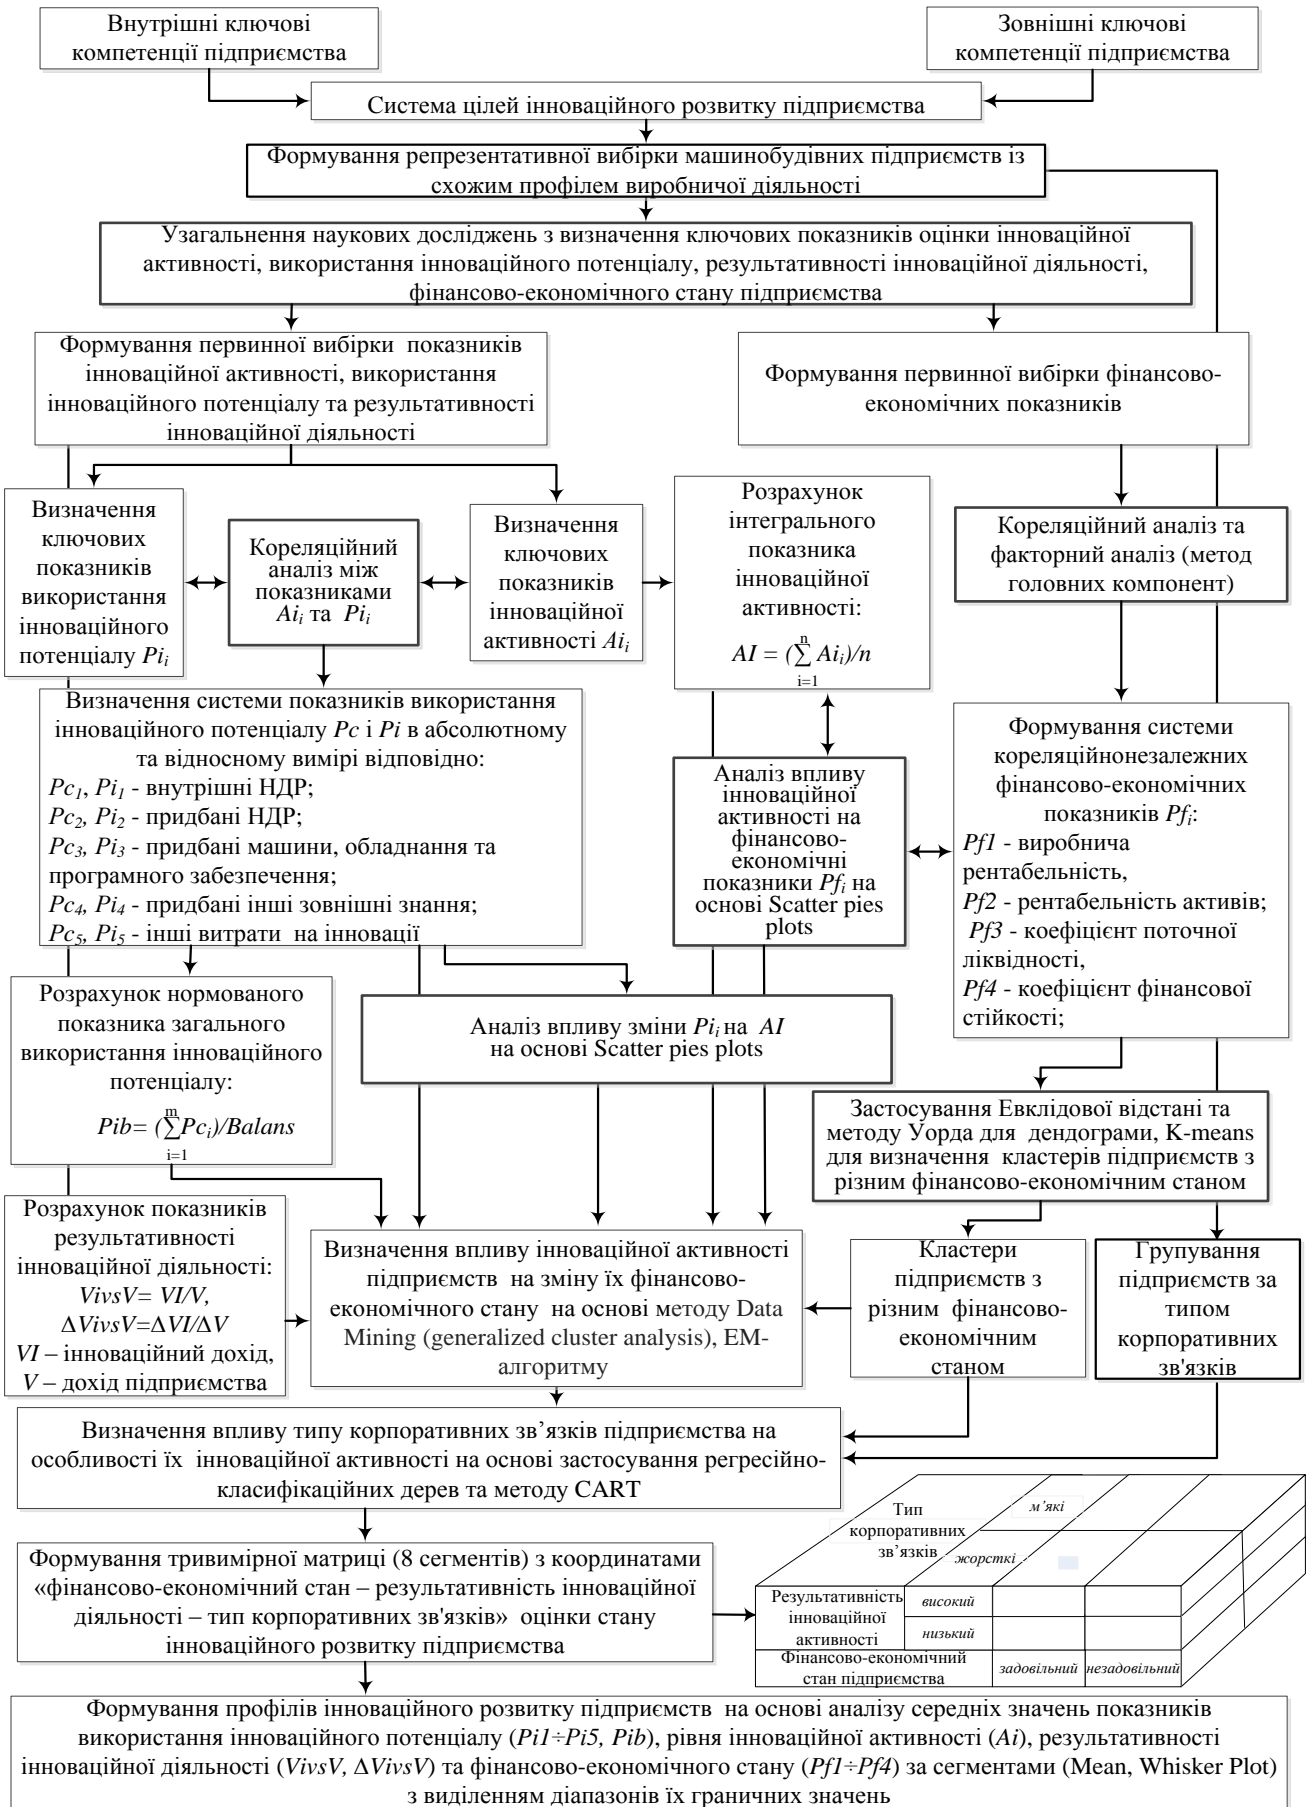 Внутрішні ключові
компетенції підприємства
Зовнішні ключові
компетенції підприємства
Система цілей інноваційного розвитку підприємства
Формування репрезентативної вибірки машинобудівних підприємств із
схожим профілем виробничої діяльності
Узагальнення наукових досліджень з визначення ключових показників оцінки інноваційної
активності, використання інноваційного потенціалу, результативності інноваційної діяльності,
фінансово-економічного стану підприємства
Формування первинної вибірки показників
інноваційної активності, використання
інноваційного потенціалу та результативності
інноваційної діяльності
Формування первинної вибірки фінансово-
економічних показників
Визначення
ключових
показників
використання
інноваційного
потенціалу Pi_i
Кореляційний
аналіз між
показниками
Ai_i та Pi_i
Визначення
ключових
показників
інноваційної
активності Ai_i
Розрахунок
інтегрального
показника
інноваційної
активності:
n
AI = (∑ Ai_i)/n
i=1
Кореляційний аналіз та
факторний аналіз (метод
головних компонент)
Визначення системи показників використання
інноваційного потенціалу Pc і Pi в абсолютному
та відносному вимірі відповідно:
Pc₁, Pi₁ - внутрішні НДР;
Pc₂, Pi₂ - придбані НДР;
Pc₃, Pi₃ - придбані машини, обладнання та
програмного забезпечення;
Pc₄, Pi₄ - придбані інші зовнішні знання;
Pc₅, Pi₅ - інші витрати на інновації
Аналіз впливу
інноваційної
активності на
фінансово-
економічні
показники Pf_i на
основі Scatter pies
plots
Формування системи
кореляційнонезалежних
фінансово-економічних
показників Pf_i:
Pf1 - виробнича
рентабельність,
Pf2 - рентабельність активів;
Pf3 - коефіцієнт поточної
ліквідності,
Pf4 - коефіцієнт фінансової
стійкості;
Розрахунок нормованого
показника загального
використання інноваційного
потенціалу:
m
Pib= (∑Pc_i)/Balans
i=1
Аналіз впливу зміни Pi_i на AI
на основі Scatter pies plots
Застосування Евклідової відстані та
методу Уорда для дендограми, K-means
для визначення кластерів підприємств з
різним фінансово-економічним станом
Розрахунок показників
результативності
інноваційної діяльності:
VivsV= VI/V,
ΔVivsV=ΔVI/ΔV
VI – інноваційний дохід,
V – дохід підприємства
Визначення впливу інноваційної активності
підприємств на зміну їх фінансово-
економічного стану на основі методу Data
Mining (generalized cluster analysis), EM-
алгоритму
Кластери
підприємств з
різним фінансово-
економічним
станом
Групування
підприємств за
типом
корпоративних
зв'язків
Визначення впливу типу корпоративних зв’язків підприємства на
особливості їх інноваційної активності на основі застосування регресійно-
класифікаційних дерев та методу CART
Формування тривимірної матриці (8 сегментів) з координатами
«фінансово-економічний стан – результативність інноваційної
діяльності – тип корпоративних зв'язків» оцінки стану
інноваційного розвитку підприємства
Тип
корпоративних
зв’язків
м’які
жорсткі
Результативність
інноваційної
активності
високий
низький
Фінансово-економічний
стан підприємства
задовільний
незадовільний
Формування профілів інноваційного розвитку підприємств на основі аналізу середніх значень показників
використання інноваційного потенціалу (Pi1÷Pi5, Pib), рівня інноваційної активності (Ai), результативності
інноваційної діяльності (VivsV, ΔVivsV) та фінансово-економічного стану (Pf1÷Pf4) за сегментами (Mean, Whisker Plot)
з виділенням діапазонів їх граничних значень